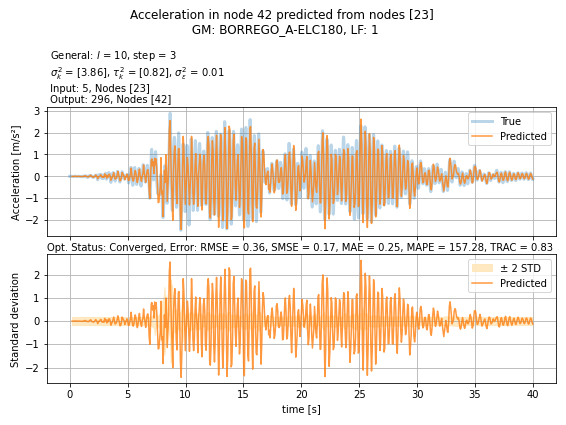 Acceleration in node 42 predicted from nodes [23]
GM: BORREGO_A-ELC180, LF: 1
General: l = 10, step = 3
σ²ₖ = [3.86], τ²ₖ = [0.82], σ²ε = 0.01
Input: 5, Nodes [23]
Output: 296, Nodes [42]
Acceleration [m/s²]
3
2
1
0
−1
−2
True
Predicted
Opt. Status: Converged, Error: RMSE = 0.36, SMSE = 0.17, MAE = 0.25, MAPE = 157.28, TRAC = 0.83
Standard deviation
2
1
0
−1
−2
± 2 STD
Predicted
0 5 10 15 20 25 30 35 40
time [s]